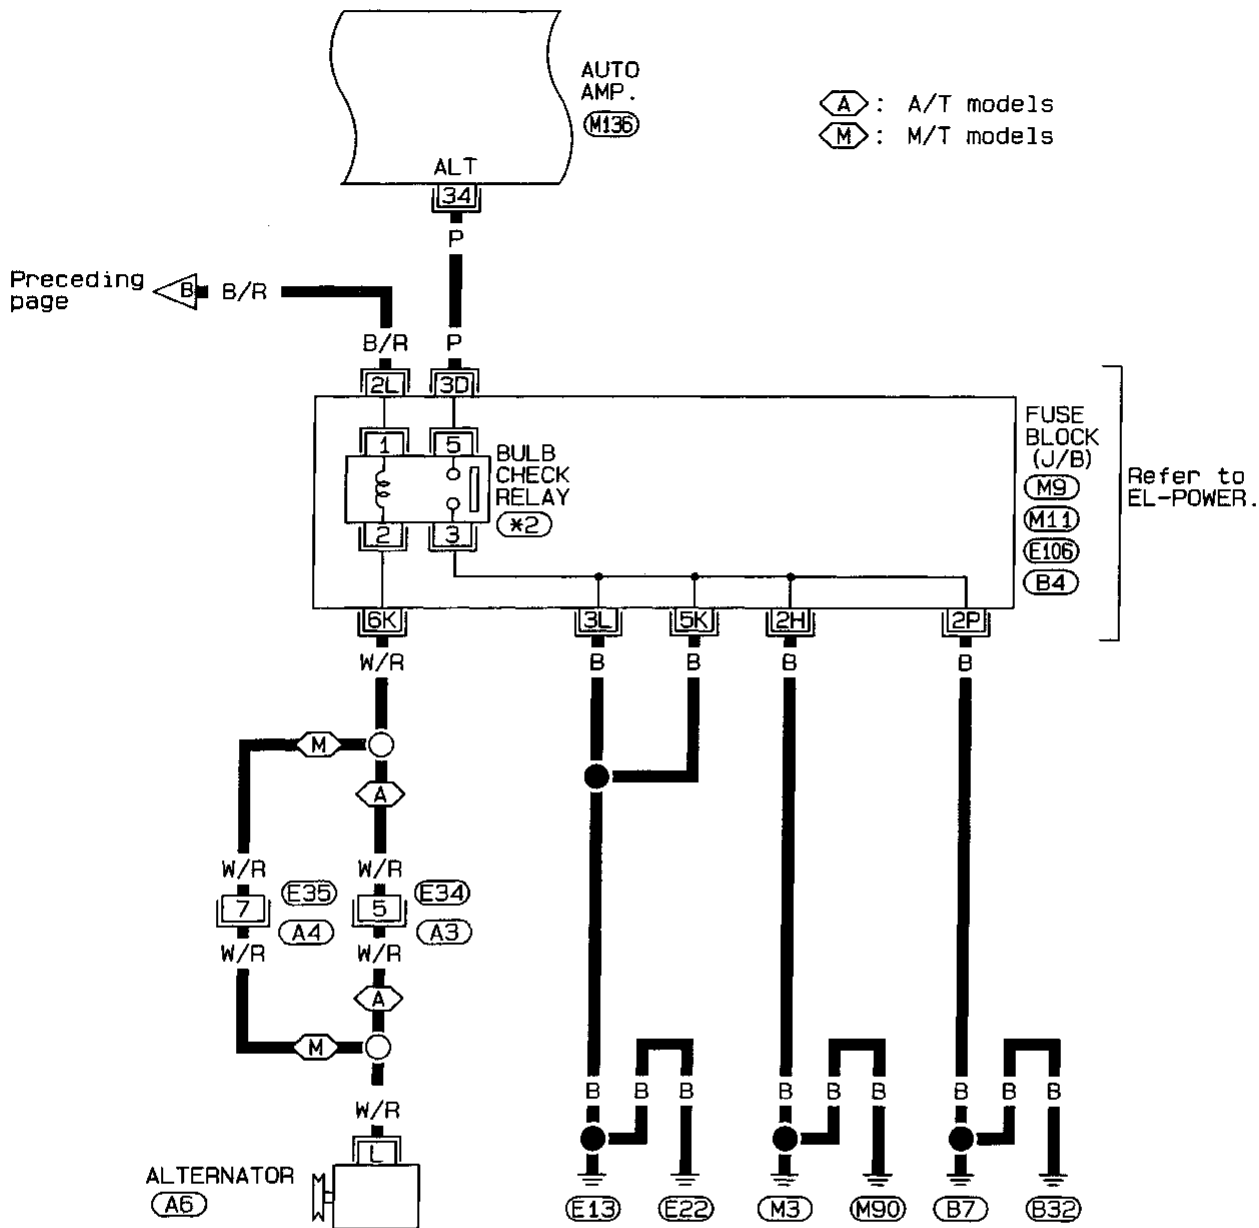 AUTO
AMP.
M136
A : A/T models
M : M/T models
ALT
34
P
Preceding
page
B B/R
B/R P
2L 3D
1 5
BULB
CHECK
RELAY
*2
2 3
FUSE
BLOCK
(J/B)
M9
M11
E106
B4
Refer to
EL-POWER.
6K 3L 5K 2H 2P
W/R B B B B
M
A
W/R W/R
7 E35 5 E34
A4 A3
W/R W/R
A
M
W/R B B B B B B
L
ALTERNATOR
A6
E13 E22 M3 M90 B7 B32